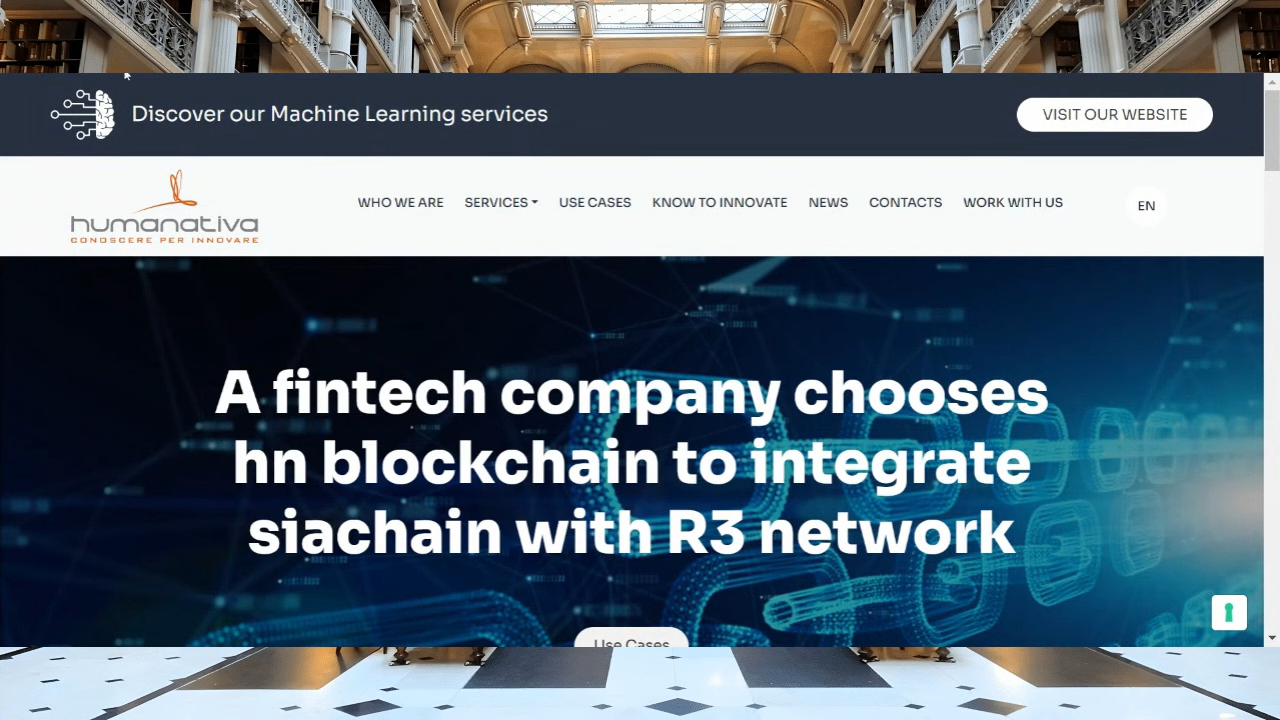 Discover our Machine Learning services
VISIT OUR WEBSITE
humanativa
CONOSCERE PER INNOVARE
WHO WE ARE SERVICES USE CASES KNOW TO INNOVATE NEWS CONTACTS WORK WITH US
EN
A fintech company chooses
hn blockchain to integrate
siachain with R3 network
Use Cases